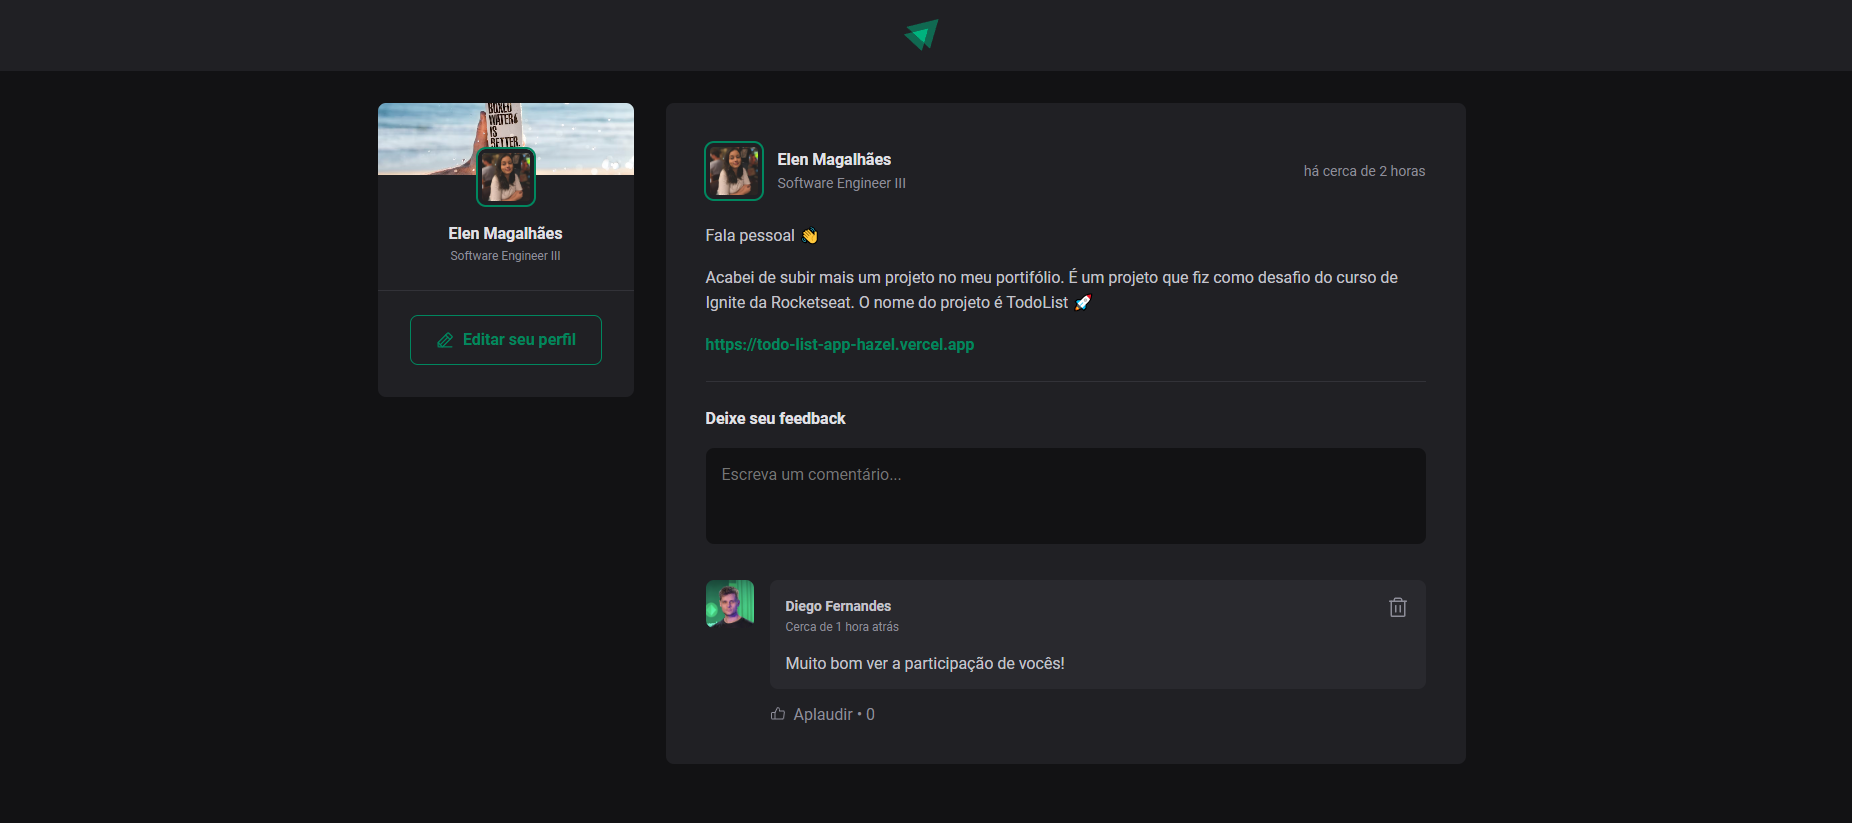 BOXED
WATER
IS
BETTER.
Elen Magalhães
Software Engineer III
Editar seu perfil
Elen Magalhães
Software Engineer III
há cerca de 2 horas
Fala pessoal 👋
Acabei de subir mais um projeto no meu portifólio. É um projeto que fiz como desafio do curso de
Ignite da Rocketseat. O nome do projeto é TodoList 🚀
https://todo-list-app-hazel.vercel.app
Deixe seu feedback
Escreva um comentário...
Diego Fernandes
Cerca de 1 hora atrás
Muito bom ver a participação de vocês!
Aplaudir • 0